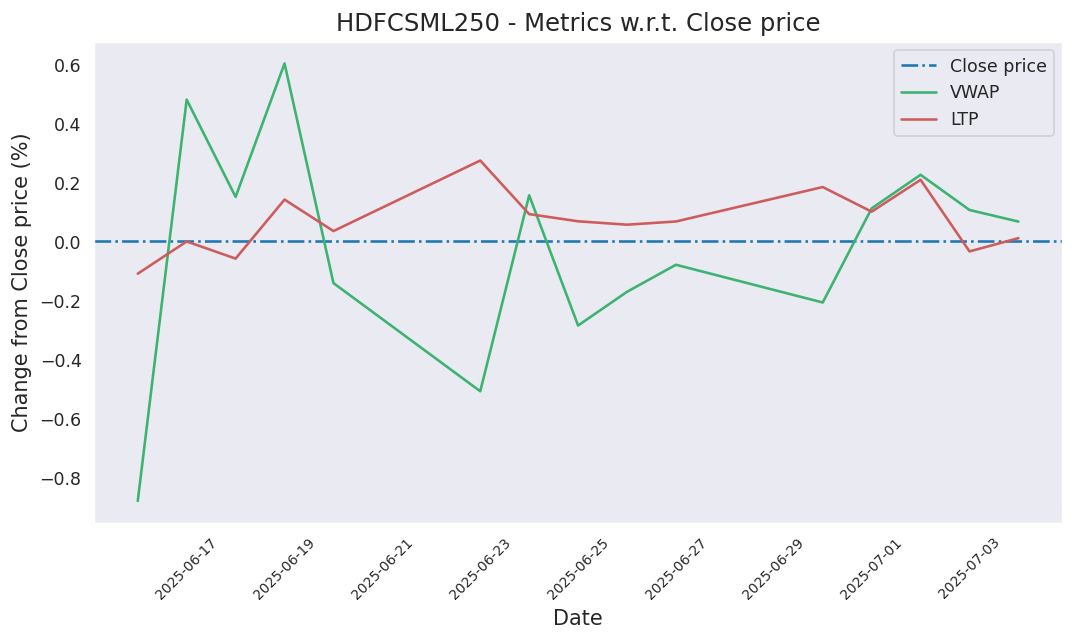 HDFCSML250 - Metrics w.r.t. Close price
Close price
VWAP
LTP
Change from Close price (%)
0.6
0.4
0.2
0.0
−0.2
−0.4
−0.6
−0.8
2025-06-17
2025-06-19
2025-06-21
2025-06-23
2025-06-25
2025-06-27
2025-06-29
2025-07-01
2025-07-03
Date